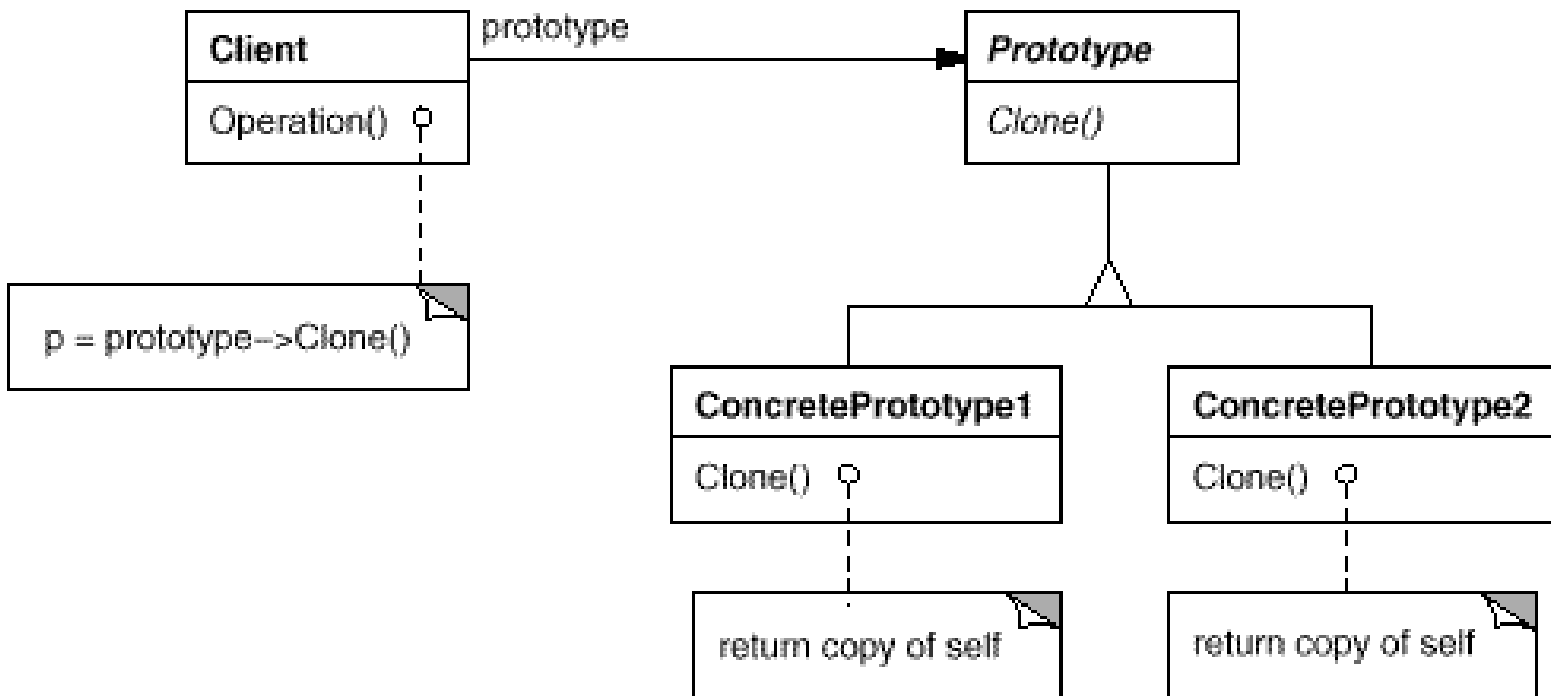 Client
prototype
Prototype
Operation()
Clone()
p = prototype->Clone()
ConcretePrototype1
ConcretePrototype2
Clone()
Clone()
return copy of self
return copy of self